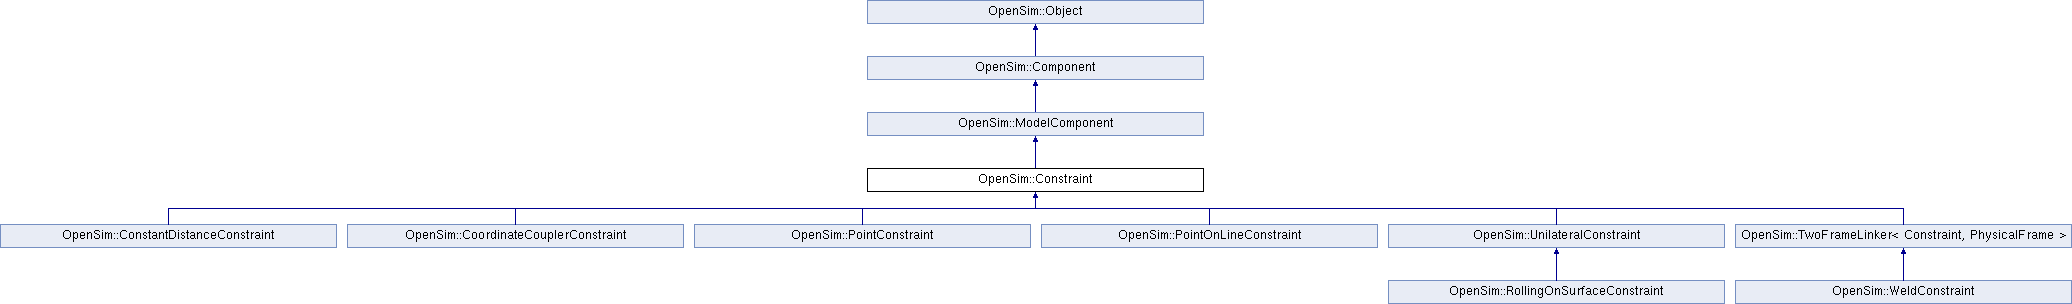 OpenSim::Object
OpenSim::Component
OpenSim::ModelComponent
OpenSim::Constraint
OpenSim::ConstantDistanceConstraint
OpenSim::CoordinateCouplerConstraint
OpenSim::PointConstraint
OpenSim::PointOnLineConstraint
OpenSim::UnilateralConstraint
OpenSim::TwoFrameLinker< Constraint, PhysicalFrame >
OpenSim::RollingOnSurfaceConstraint
OpenSim::WeldConstraint